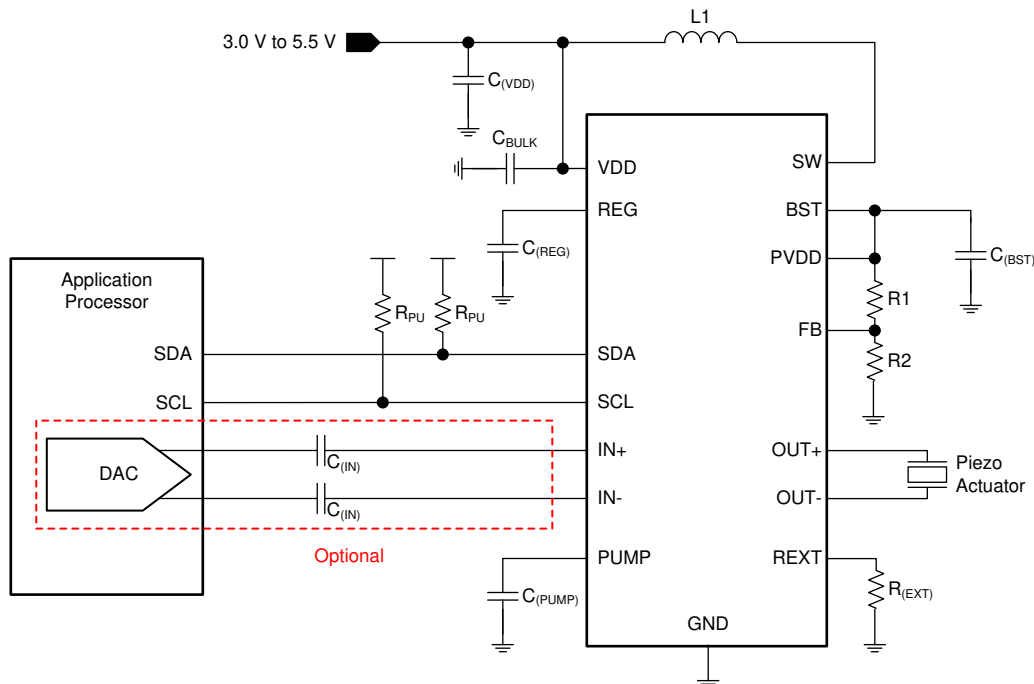 L1
3.0 V to 5.5 V
C(VDD)
CBULK
VDD
SW
REG
BST
C(REG)
PVDD
C(BST)
Application
Processor
RPU
RPU
R1
FB
SDA
SDA
R2
SCL
SCL
DAC
C(IN)
IN+
OUT+
Piezo
Actuator
C(IN)
IN-
OUT-
Optional
PUMP
REXT
C(PUMP)
R(EXT)
GND